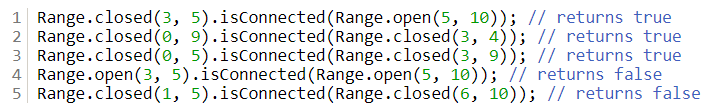 1 Range.closed(3, 5).isConnected(Range.open(5, 10)); // returns true
2 Range.closed(0, 9).isConnected(Range.closed(3, 4)); // returns true
3 Range.closed(0, 5).isConnected(Range.closed(3, 9)); // returns true
4 Range.open(3, 5).isConnected(Range.open(5, 10)); // returns false
5 Range.closed(1, 5).isConnected(Range.closed(6, 10)); // returns false